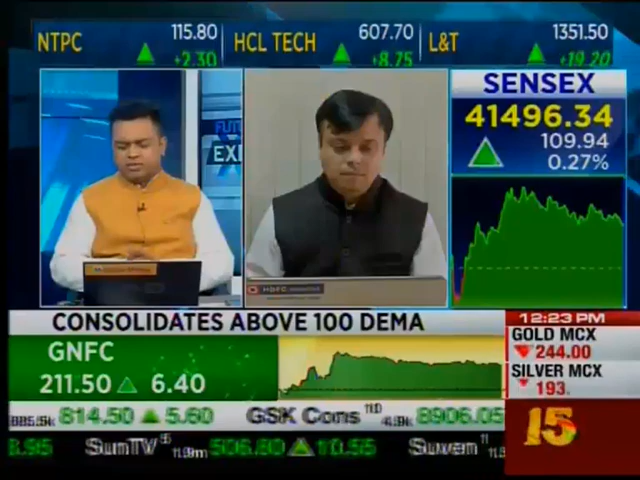 NTPC 115.80 +2.30 HCL TECH 607.70 +8.75 L&T 1351.50 +19.20
SENSEX
41496.34
109.94
0.27%
HDFC
CONSOLIDATES ABOVE 100 DEMA
GNFC
211.50 6.40
12:23 PM
GOLD MCX
244.00
SILVER MCX
193.
814.50 5.60 GSK Cons 8906.05
8.95 SunTV 506.80 10.55 Suven
15